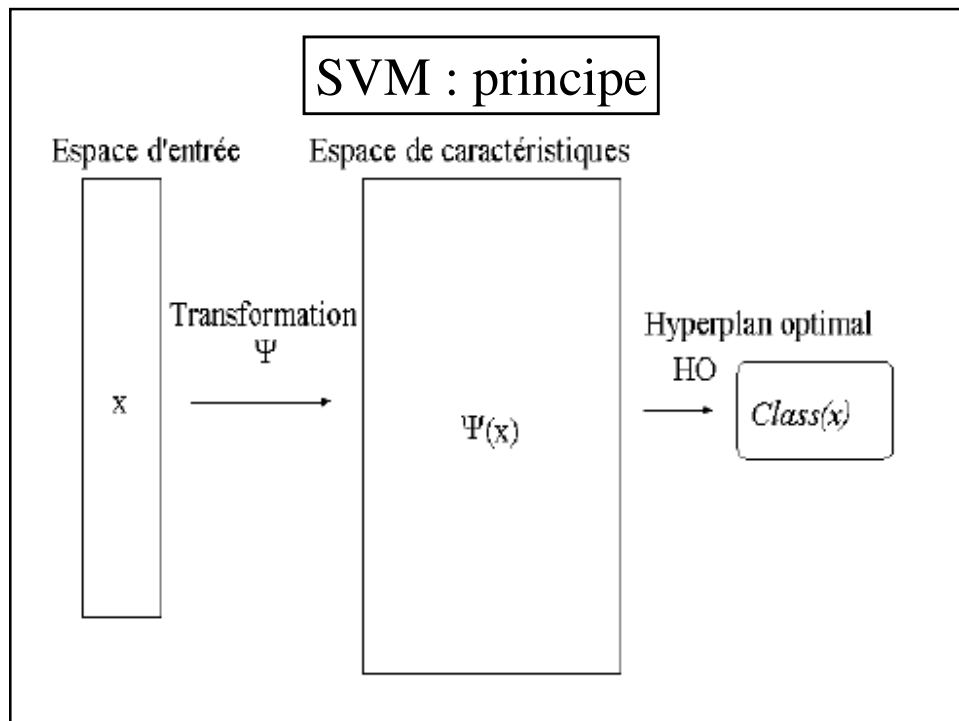 SVM : principe
Espace d'entrée
Espace de caractéristiques
Transformation
Ψ
Hyperplan optimal
HO
x
Ψ(x)
Class(x)